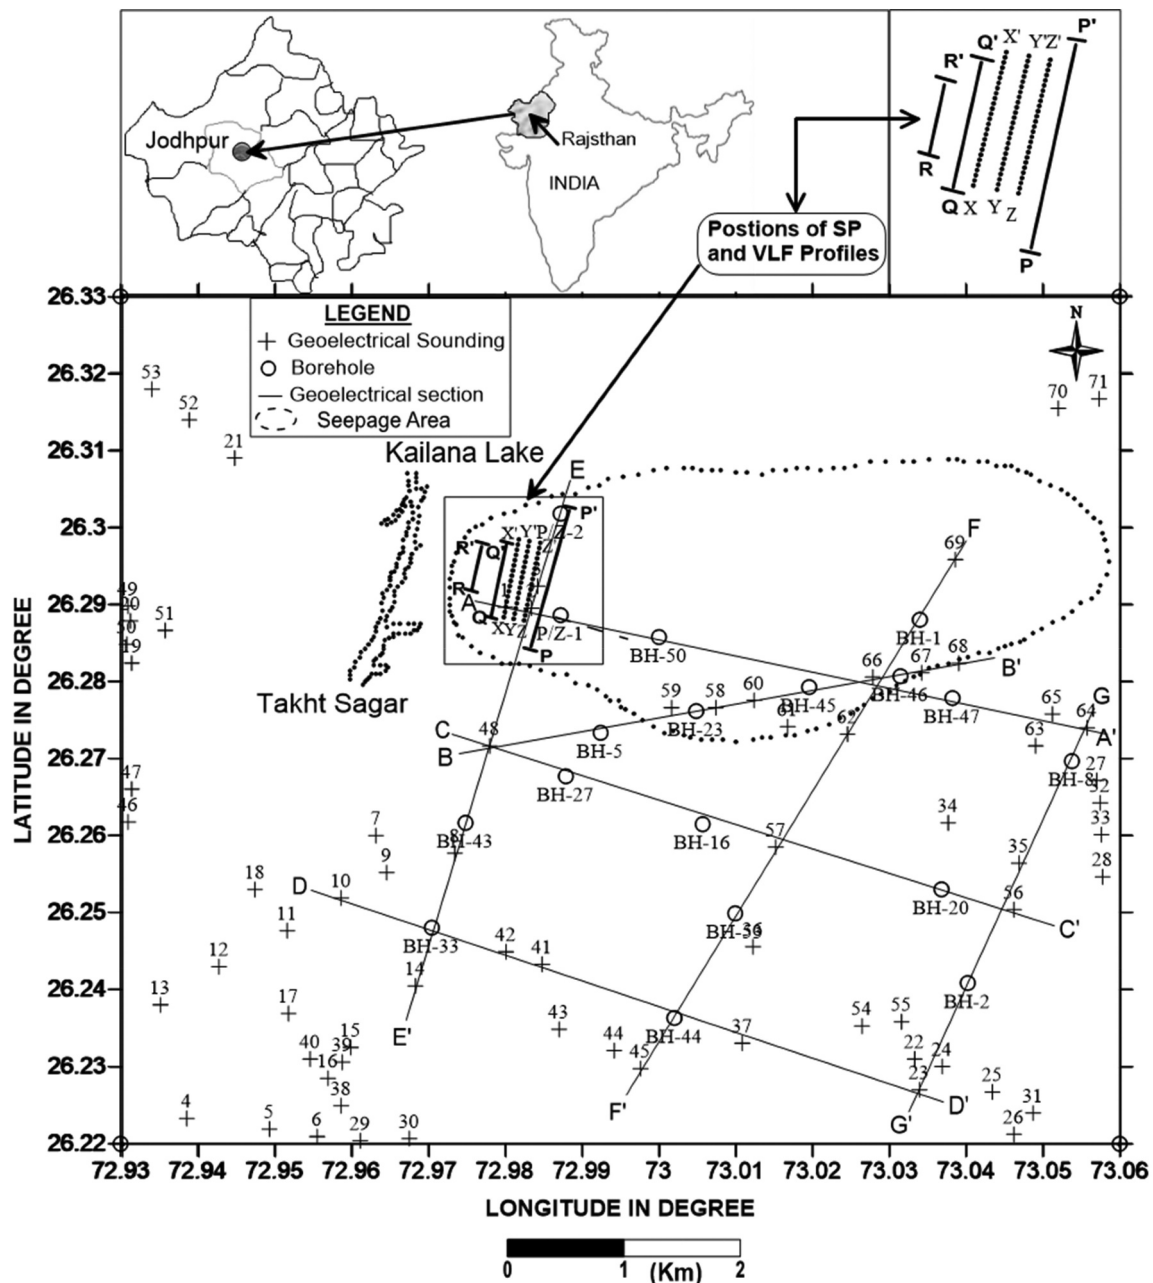 Jodhpur
Rajsthan
INDIA
R' Q' X' Y'Z' P'
R Q X Y Z P
Postions of SP
and VLF Profiles
LEGEND
Geoelectrical Sounding
Borehole
Geoelectrical section
Seepage Area
N
26.33
26.32
26.31
26.3
26.29
26.28
26.27
26.26
26.25
26.24
26.23
26.22
LATITUDE IN DEGREE
53
52
21
70
71
Kailana Lake
E
X' Y' P/Z-2 P'
Z'
R' Q'
F
69
49
20
51
50
19
R
A
Q
X Y Z
P/Z-1
P
BH-50
BH-1
66 67 68
B'
BH-46
Takht Sagar
59 58 60
BH-45
61
BH-23
62
BH-47
65
G
64
63
A'
C
48
B
BH-5
BH-27
BH-8
27
32
47
46
7
8
BH-43
9
BH-16
57
34
33
35
28
18
D
10
11
BH-33
42
41
BH-20
56
C'
12
14
13
17
E'
43
44
BH-44
45
37
54
55
BH-2
22
24
23
25
31
26
40
39
15
16
38
4
5
6
29
30
F'
G'
D'
72.93 72.94 72.95 72.96 72.97 72.98 72.99 73 73.01 73.02 73.03 73.04 73.05 73.06
LONGITUDE IN DEGREE
0 1 (Km) 2